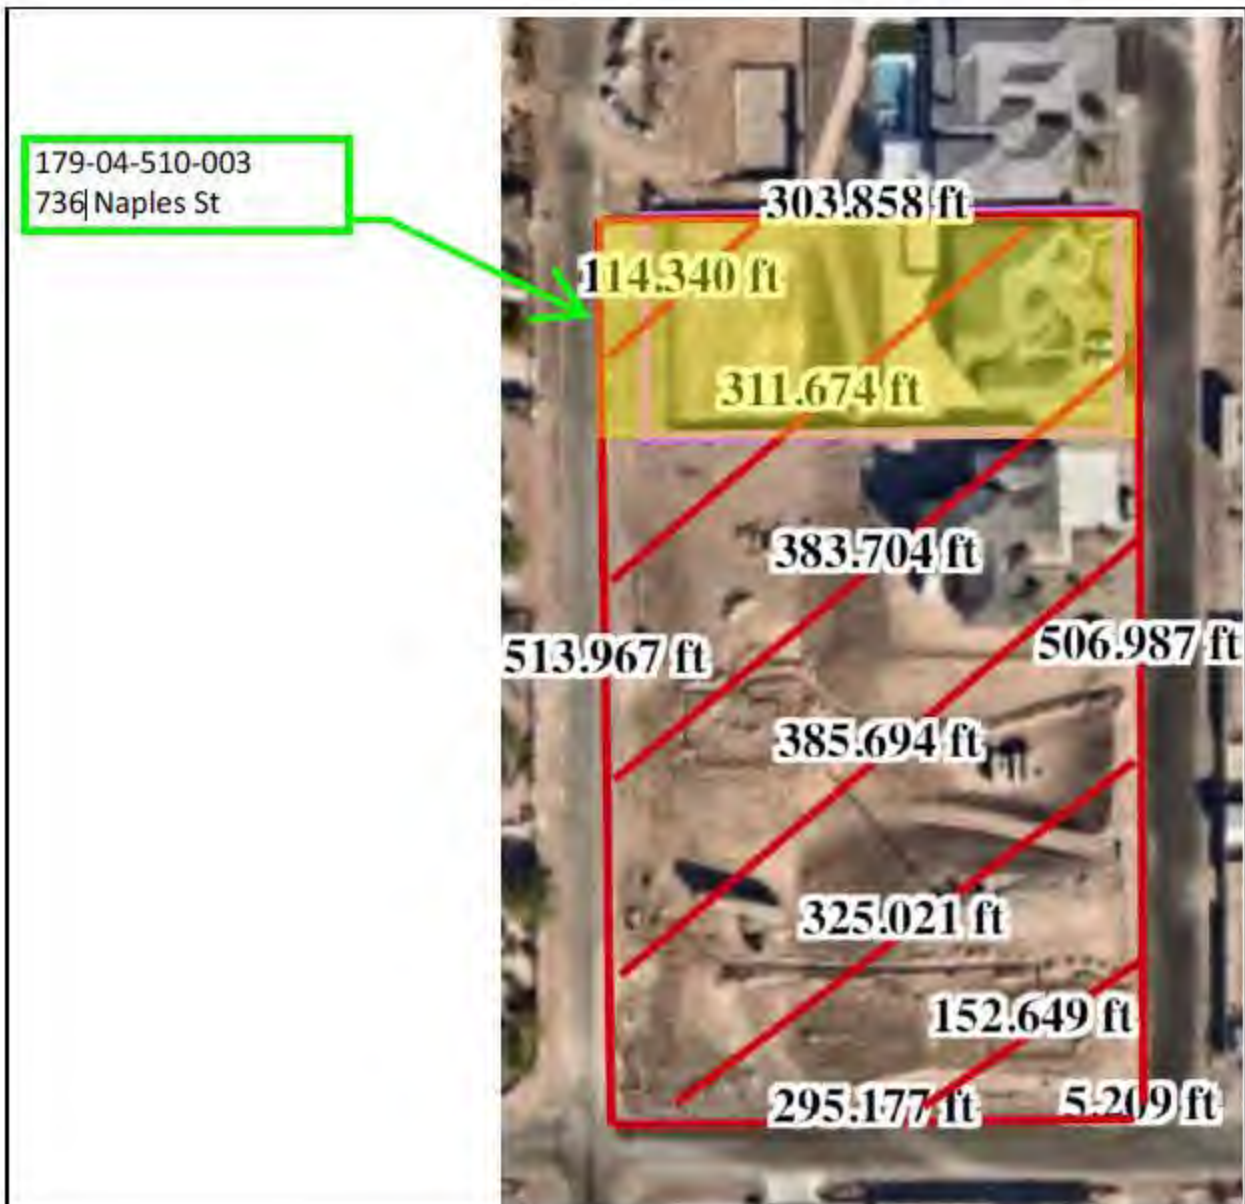 179-04-510-003
736 Naples St
303.858 ft
114.340 ft
311.674 ft
383.704 ft
513.967 ft
506.987 ft
385.694 ft
325.021 ft
152.649 ft
295.177 ft
5.209 ft